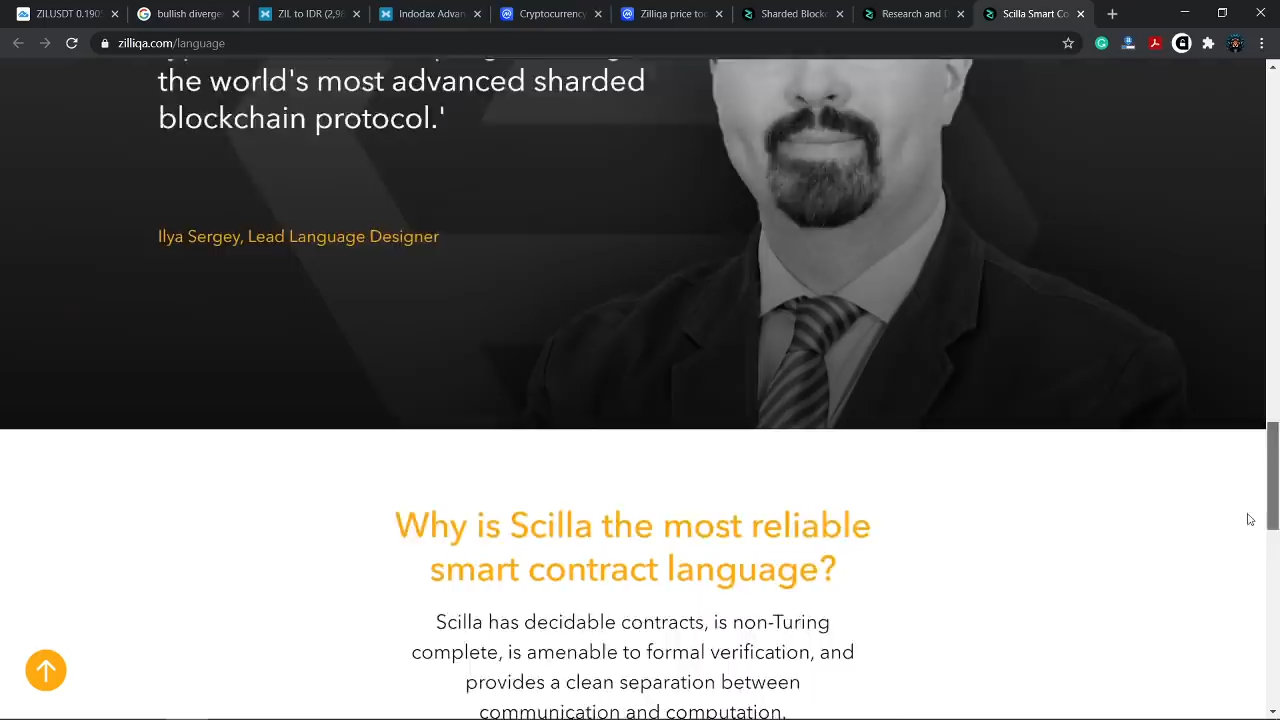 ZILUSDT 0.1905
bullish diverge
ZIL to IDR (2,98
Indodax Advan
Cryptocurrency
Zilliqa price to
Sharded Block
Research and D
Scilla Smart Co
zilliqa.com/language
the world's most advanced sharded
blockchain protocol.'
Ilya Sergey, Lead Language Designer
Why is Scilla the most reliable
smart contract language?
Scilla has decidable contracts, is non-Turing
complete, is amenable to formal verification, and
provides a clean separation between
communication and computation.